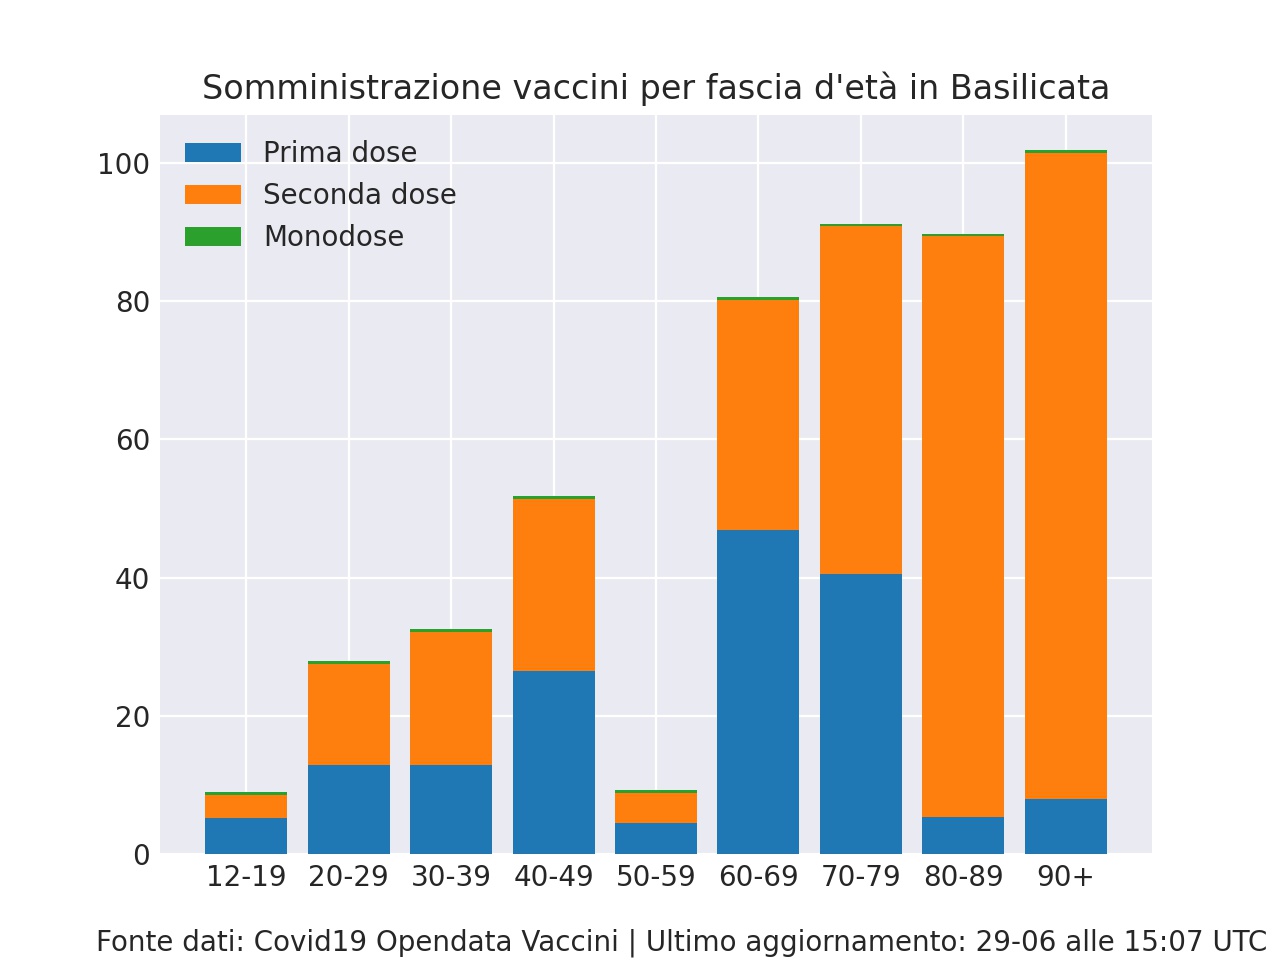 Somministrazione vaccini per fascia d'età in Basilicata
Prima dose
Seconda dose
Monodose
100
80
60
40
20
0
12-19 20-29 30-39 40-49 50-59 60-69 70-79 80-89 90+
Fonte dati: Covid19 Opendata Vaccini | Ultimo aggiornamento: 29-06 alle 15:07 UTC